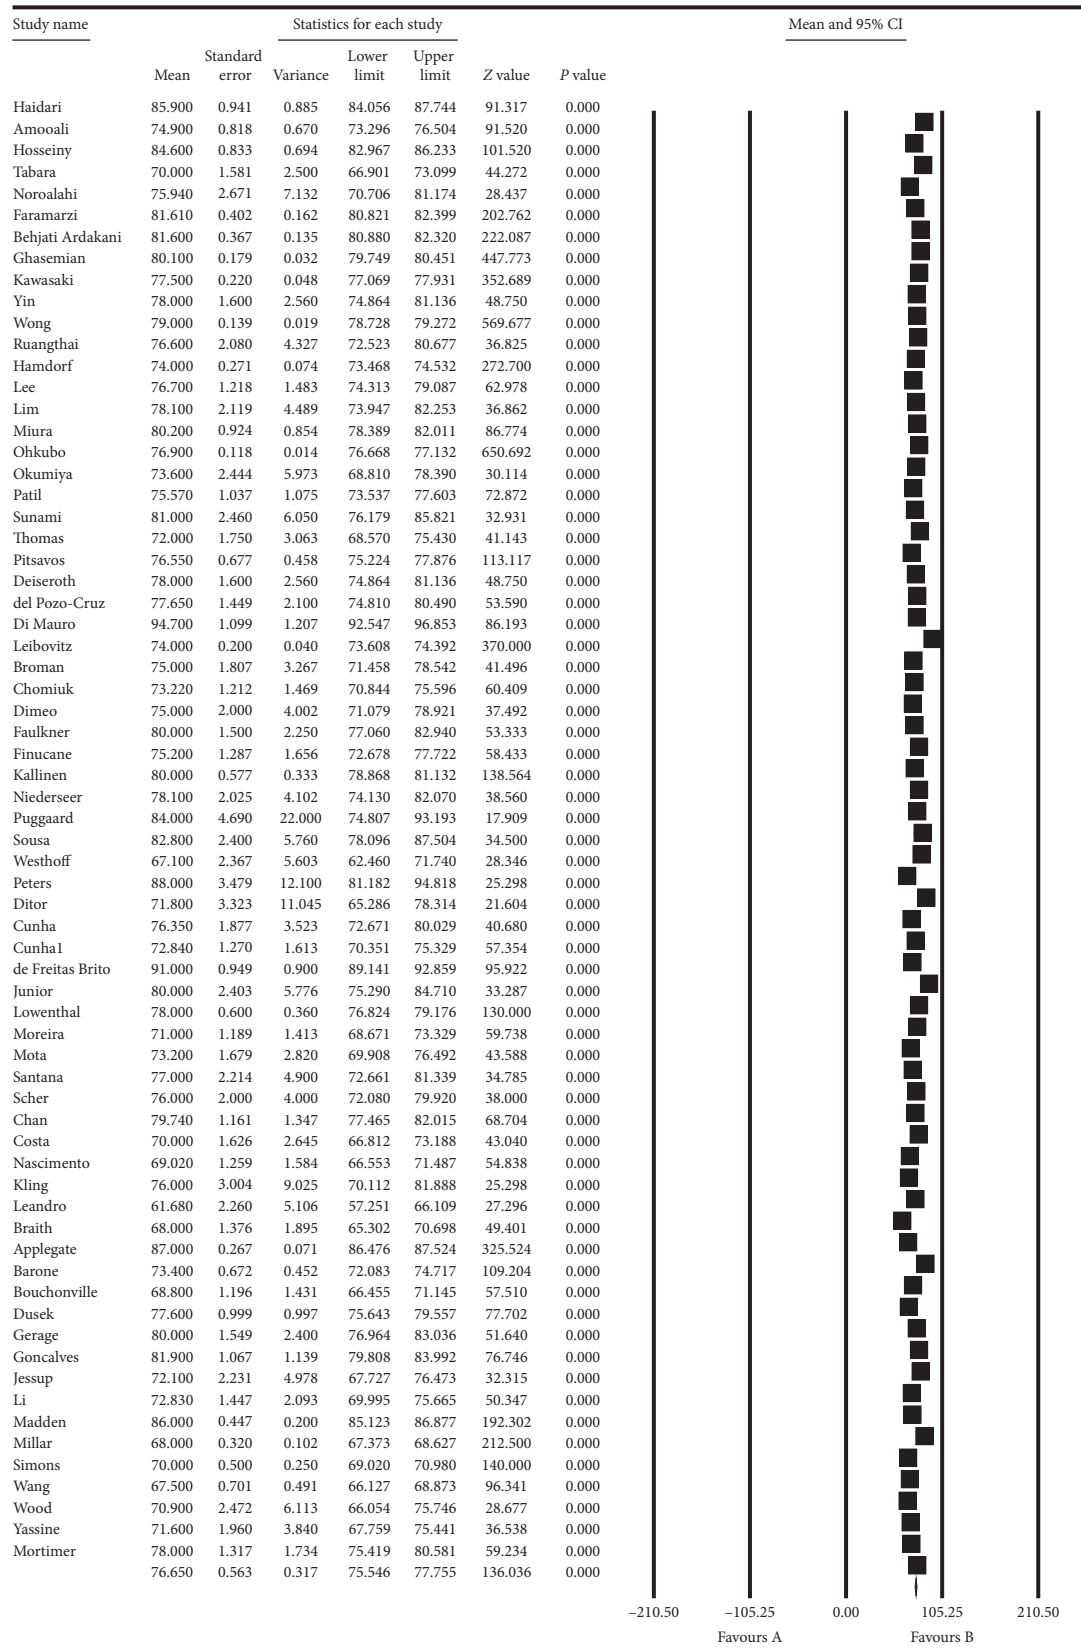 Study name Statistics for each study Mean and 95% CI
Mean Standard error Variance Lower limit Upper limit Z value P value
Haidari 85.900 0.941 0.885 84.056 87.744 91.317 0.000
Amooali 74.900 0.818 0.670 73.296 76.504 91.520 0.000
Hosseiny 84.600 0.833 0.694 82.967 86.233 101.520 0.000
Tabara 70.000 1.581 2.500 66.901 73.099 44.272 0.000
Noroalahi 75.940 2.671 7.132 70.706 81.174 28.437 0.000
Faramarzi 81.610 0.402 0.162 80.821 82.399 202.762 0.000
Behjati Ardakani 81.600 0.367 0.135 80.880 82.320 222.087 0.000
Ghasemian 80.100 0.179 0.032 79.749 80.451 447.773 0.000
Kawasaki 77.500 0.220 0.048 77.069 77.931 352.689 0.000
Yin 78.000 1.600 2.560 74.864 81.136 48.750 0.000
Wong 79.000 0.139 0.019 78.728 79.272 569.677 0.000
Ruangthai 76.600 2.080 4.327 72.523 80.677 36.825 0.000
Hamdorf 74.000 0.271 0.074 73.468 74.532 272.700 0.000
Lee 76.700 1.218 1.483 74.313 79.087 62.978 0.000
Lim 78.100 2.119 4.489 73.947 82.253 36.862 0.000
Miura 80.200 0.924 0.854 78.389 82.011 86.774 0.000
Ohkubo 76.900 0.118 0.014 76.668 77.132 650.692 0.000
Okumiya 73.600 2.444 5.973 68.810 78.390 30.114 0.000
Patil 75.570 1.037 1.075 73.537 77.603 72.872 0.000
Sunami 81.000 2.460 6.050 76.179 85.821 32.931 0.000
Thomas 72.000 1.750 3.063 68.570 75.430 41.143 0.000
Pitsavos 76.550 0.677 0.458 75.224 77.876 113.117 0.000
Deiseroth 78.000 1.600 2.560 74.864 81.136 48.750 0.000
del Pozo-Cruz 77.650 1.449 2.100 74.810 80.490 53.590 0.000
Di Mauro 94.700 1.099 1.207 92.547 96.853 86.193 0.000
Leibovitz 74.000 0.200 0.040 73.608 74.392 370.000 0.000
Broman 75.000 1.807 3.267 71.458 78.542 41.496 0.000
Chomiuk 73.220 1.212 1.469 70.844 75.596 60.409 0.000
Dimeo 75.000 2.000 4.002 71.079 78.921 37.492 0.000
Faulkner 80.000 1.500 2.250 77.060 82.940 53.333 0.000
Finucane 75.200 1.287 1.656 72.678 77.722 58.433 0.000
Kallinen 80.000 0.577 0.333 78.868 81.132 138.564 0.000
Niederseer 78.100 2.025 4.102 74.130 82.070 38.560 0.000
Puggaard 84.000 4.690 22.000 74.807 93.193 17.909 0.000
Sousa 82.800 2.400 5.760 78.096 87.504 34.500 0.000
Westhoff 67.100 2.367 5.603 62.460 71.740 28.346 0.000
Peters 88.000 3.479 12.100 81.182 94.818 25.298 0.000
Ditor 71.800 3.323 11.045 65.286 78.314 21.604 0.000
Cunha 76.350 1.877 3.523 72.671 80.029 40.680 0.000
Cunha1 72.840 1.270 1.613 70.351 75.329 57.354 0.000
de Freitas Brito 91.000 0.949 0.900 89.141 92.859 95.922 0.000
Junior 80.000 2.403 5.776 75.290 84.710 33.287 0.000
Lowenthal 78.000 0.600 0.360 76.824 79.176 130.000 0.000
Moreira 71.000 1.189 1.413 68.671 73.329 59.738 0.000
Mota 73.200 1.679 2.820 69.908 76.492 43.588 0.000
Santana 77.000 2.214 4.900 72.661 81.339 34.785 0.000
Scher 76.000 2.000 4.000 72.080 79.920 38.000 0.000
Chan 79.740 1.161 1.347 77.465 82.015 68.704 0.000
Costa 70.000 1.626 2.645 66.812 73.188 43.040 0.000
Nascimento 69.020 1.259 1.584 66.553 71.487 54.838 0.000
Kling 76.000 3.004 9.025 70.112 81.888 25.298 0.000
Leandro 61.680 2.260 5.106 57.251 66.109 27.296 0.000
Braith 68.000 1.376 1.895 65.302 70.698 49.401 0.000
Applegate 87.000 0.267 0.071 86.476 87.524 325.524 0.000
Barone 73.400 0.672 0.452 72.083 74.717 109.204 0.000
Bouchonville 68.800 1.196 1.431 66.455 71.145 57.510 0.000
Dusek 77.600 0.999 0.997 75.643 79.557 77.702 0.000
Gerage 80.000 1.549 2.400 76.964 83.036 51.640 0.000
Goncalves 81.900 1.067 1.139 79.808 83.992 76.746 0.000
Jessup 72.100 2.231 4.978 67.727 76.473 32.315 0.000
Li 72.830 1.447 2.093 69.995 75.665 50.347 0.000
Madden 86.000 0.447 0.200 85.123 86.877 192.302 0.000
Millar 68.000 0.320 0.102 67.373 68.627 212.500 0.000
Simons 70.000 0.500 0.250 69.020 70.980 140.000 0.000
Wang 67.500 0.701 0.491 66.127 68.873 96.341 0.000
Wood 70.900 2.472 6.113 66.054 75.746 28.677 0.000
Yassine 71.600 1.960 3.840 67.759 75.441 36.538 0.000
Mortimer 78.000 1.317 1.734 75.419 80.581 59.234 0.000
76.650 0.563 0.317 75.546 77.755 136.036 0.000
−210.50 −105.25 0.00 105.25 210.50
Favours A Favours B